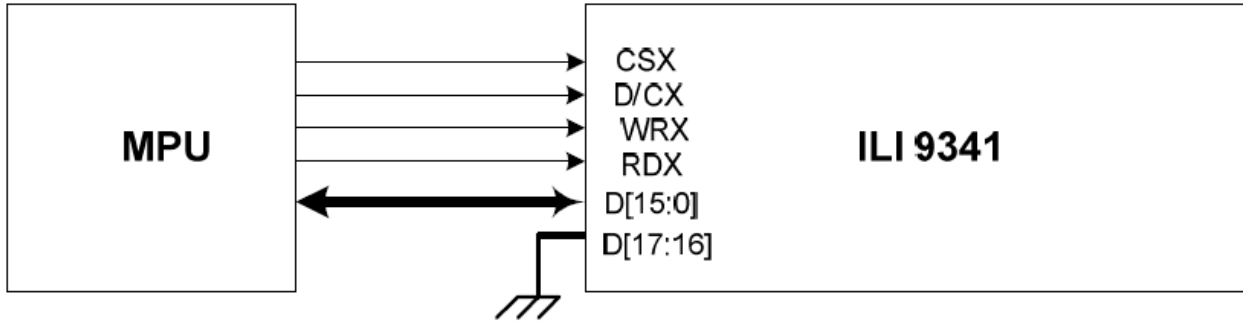 MPU
CSX
D/CX
WRX
RDX
D[15:0]
D[17:16]
ILI 9341